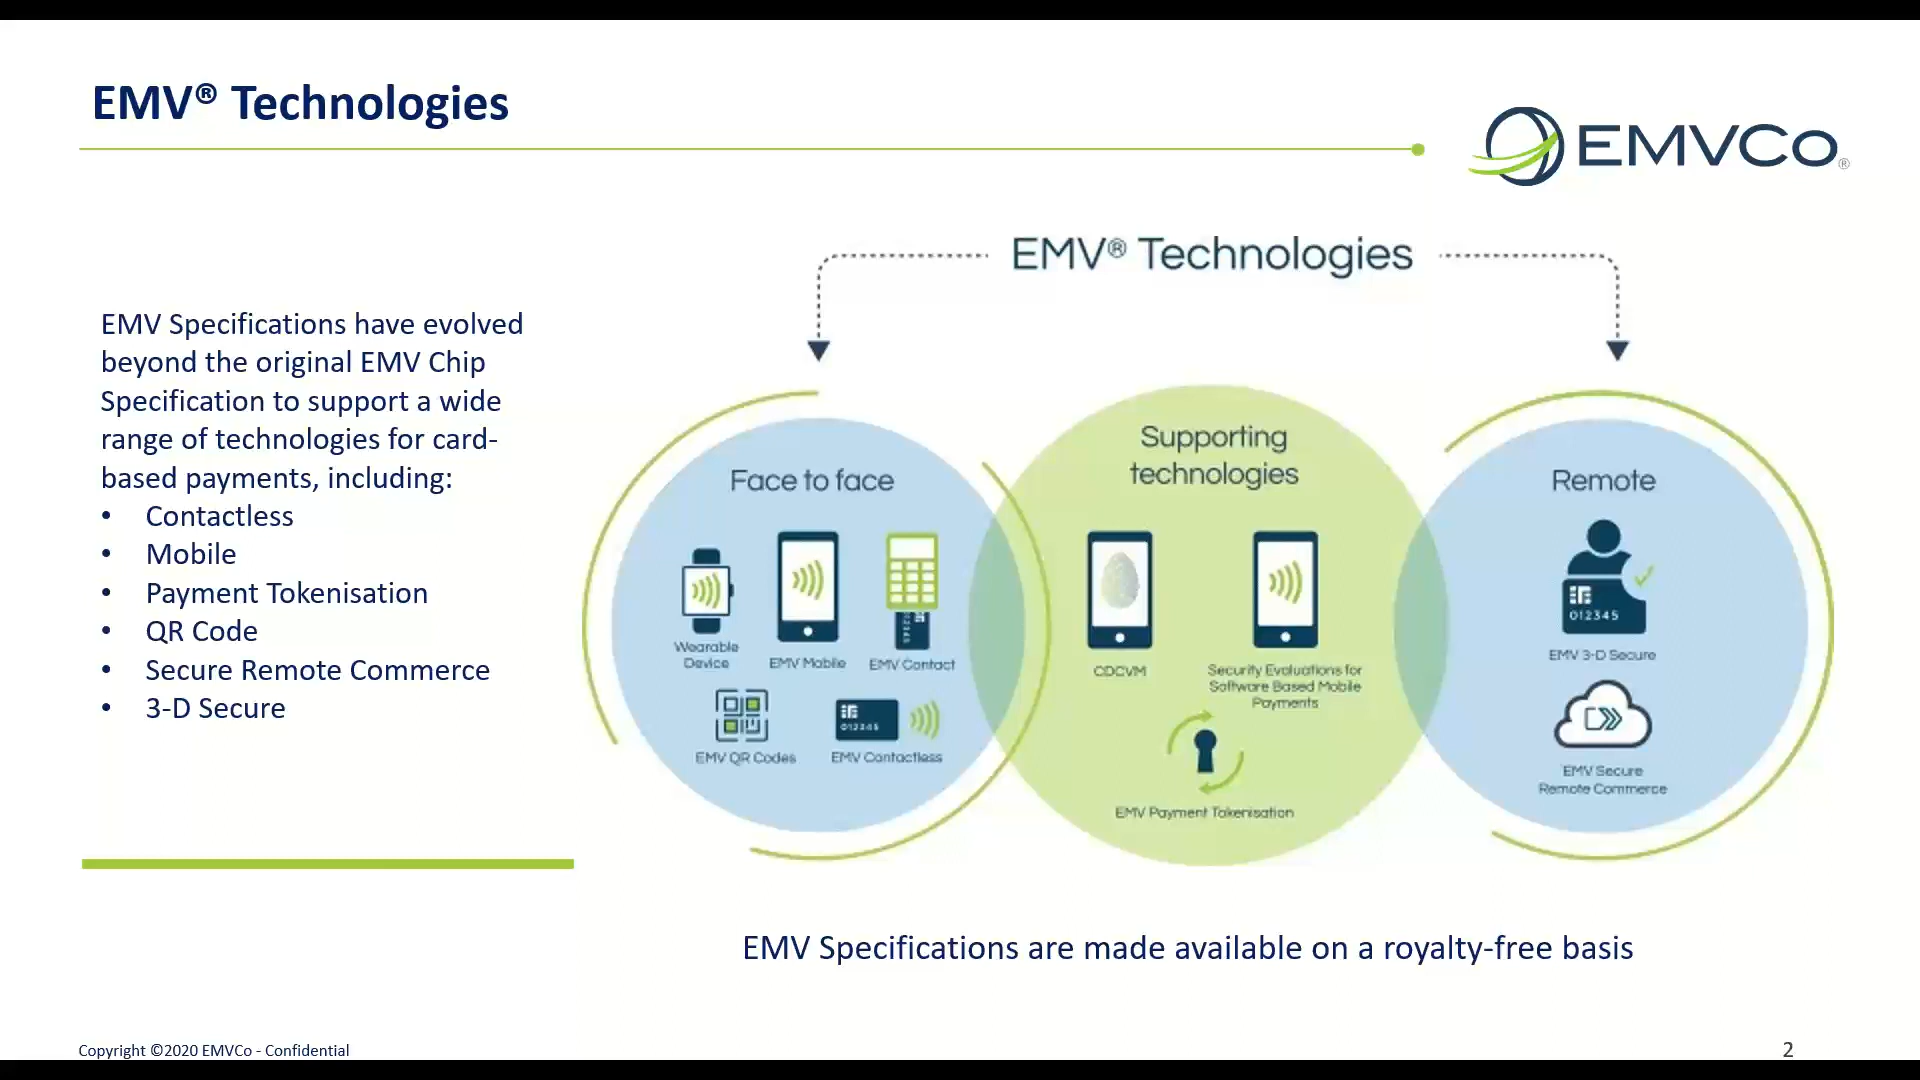 EMV® Technologies
EMVCo®
EMV® Technologies
EMV Specifications have evolved
beyond the original EMV Chip
Specification to support a wide
range of technologies for card-
based payments, including:
• Contactless
• Mobile
• Payment Tokenisation
• QR Code
• Secure Remote Commerce
• 3-D Secure
Face to face
Wearable
Device
EMV Mobile
EMV Contact
EMV QR Codes
012345
EMV Contactless
Supporting
technologies
CDCVM
Security Evaluations for
Software Based Mobile
Payments
EMV Payment Tokenisation
Remote
012345
EMV 3-D Secure
EMV Secure
Remote Commerce
EMV Specifications are made available on a royalty-free basis
Copyright ©2020 EMVCo - Confidential
2